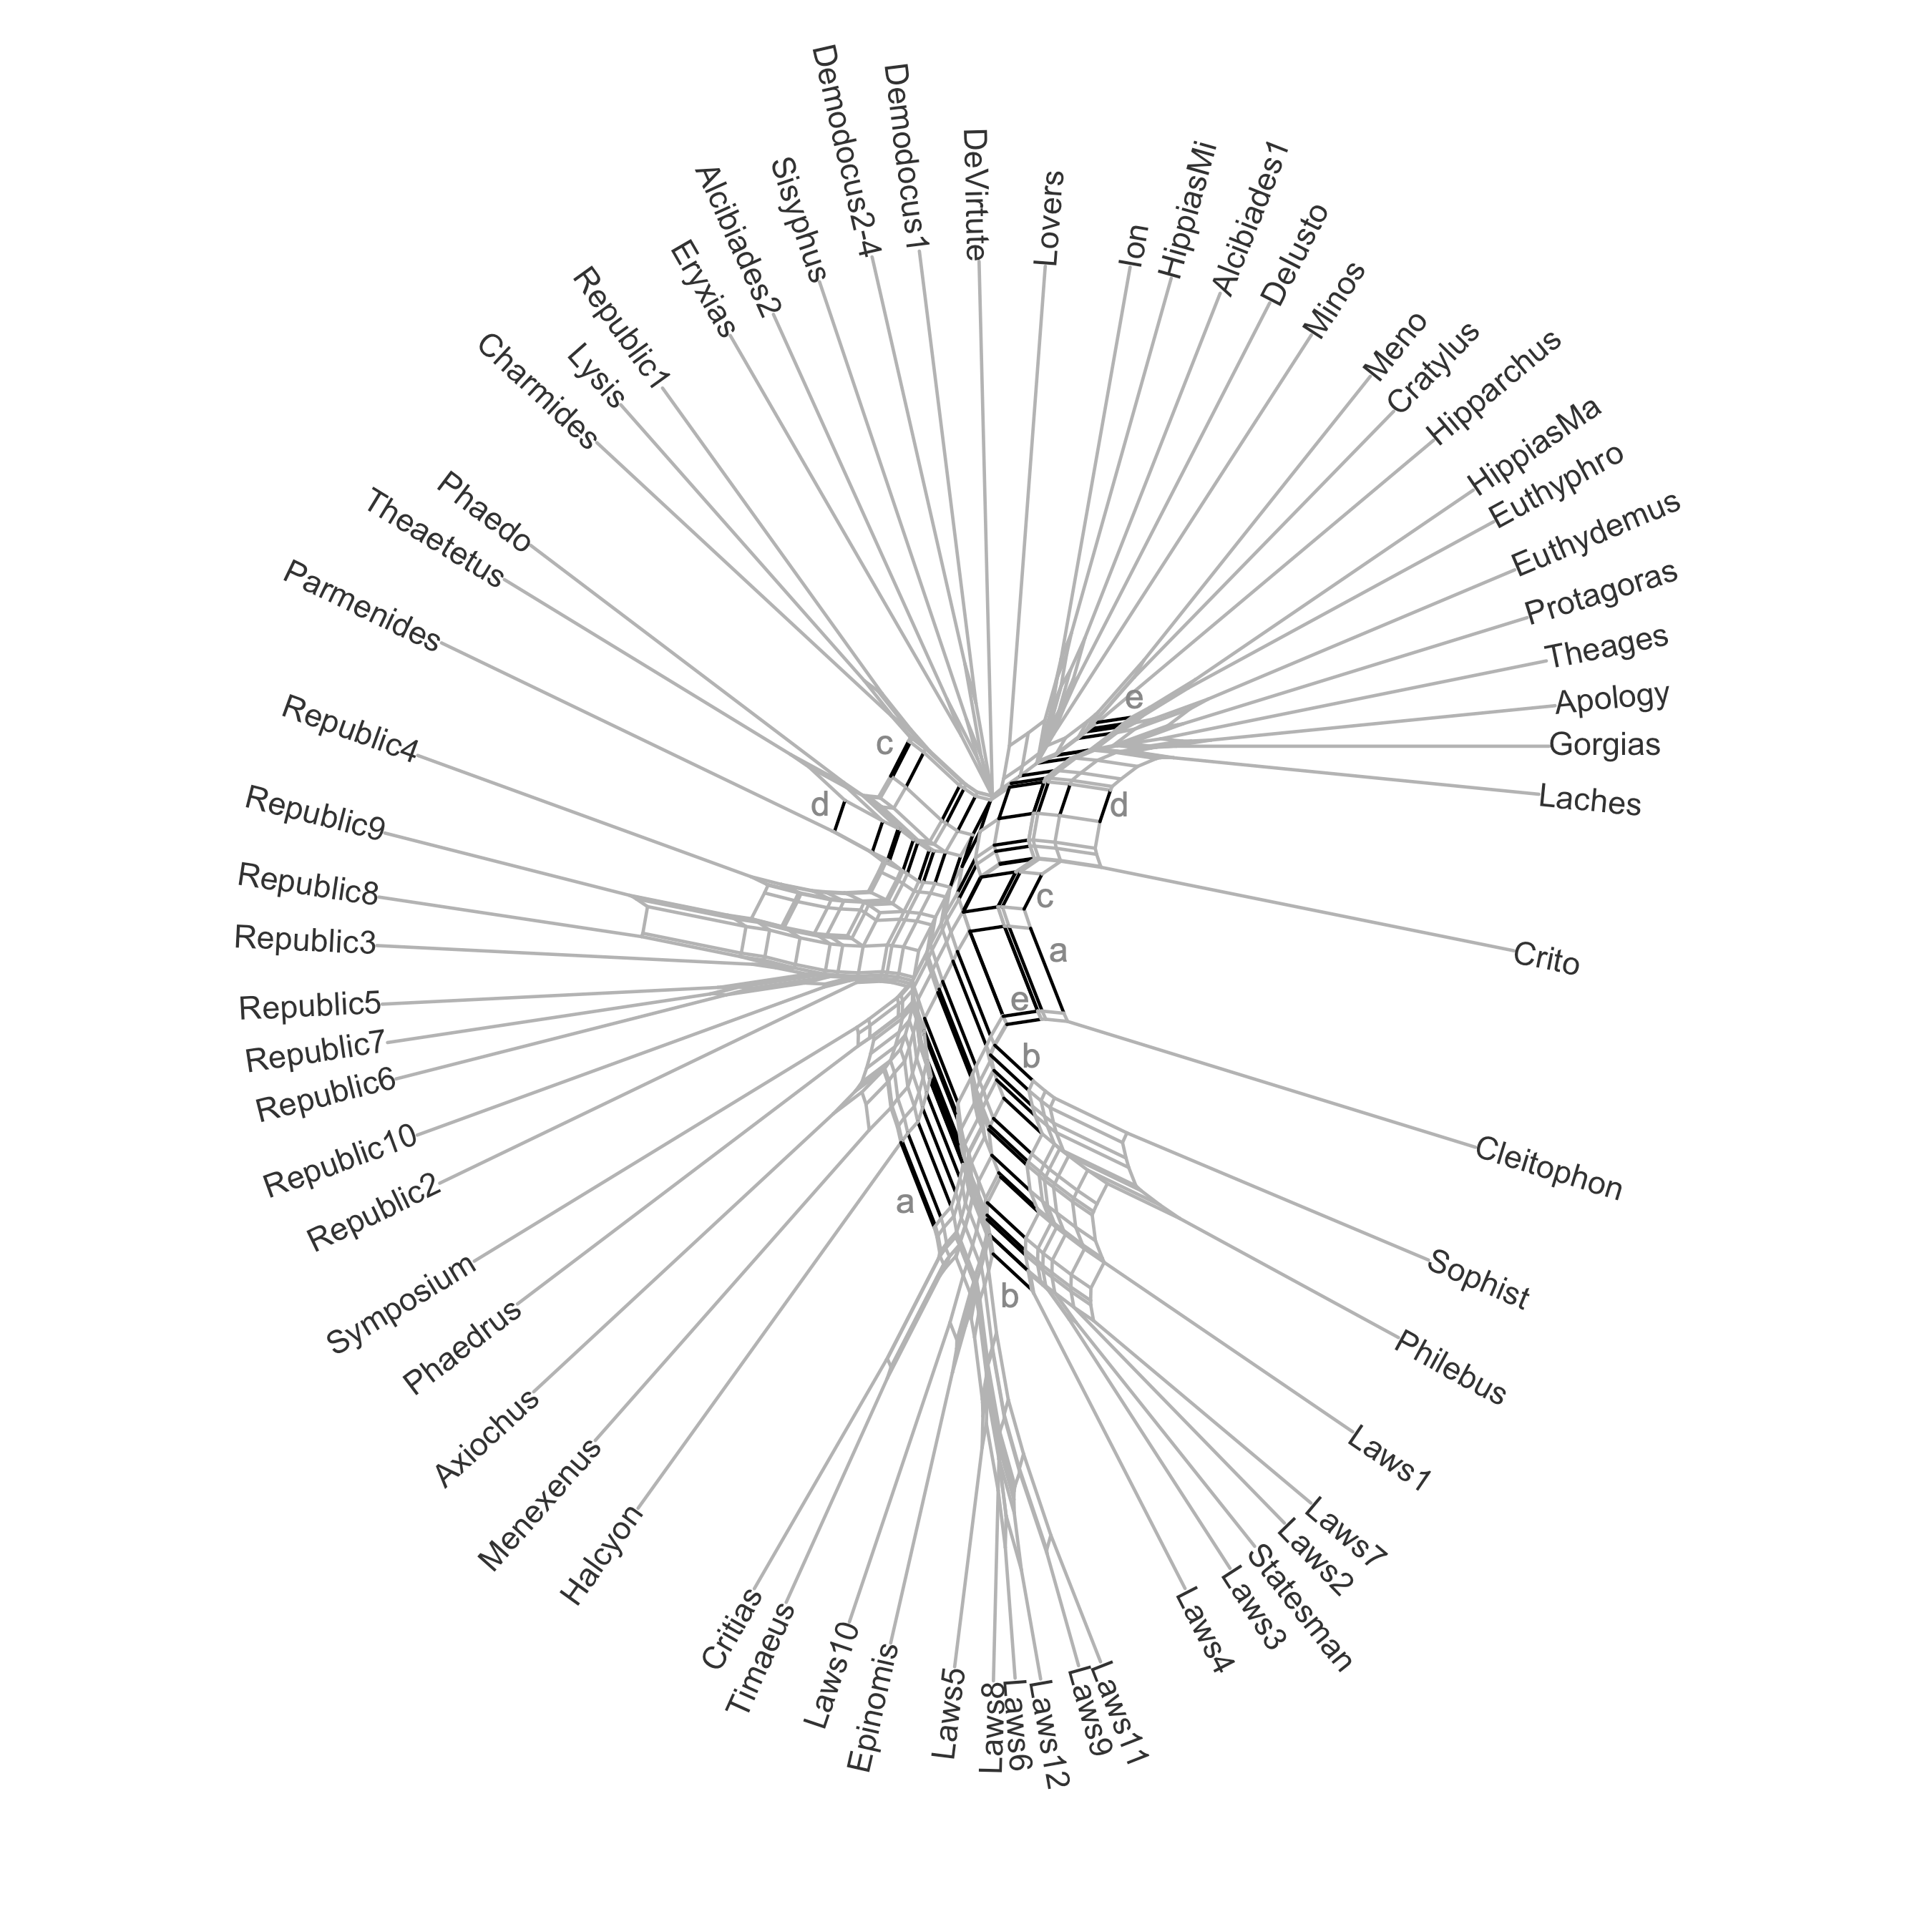 Demodocus2-4
Demodocus1
DeVirtute
Lovers
Ion
HippiasMi
Alcibiades1
DeIusto
Minos
Meno
Cratylus
Hipparchus
HippiasMa
Euthyphro
Euthydemus
Protagoras
Theages
Apology
Gorgias
Laches
Crito
Cleitophon
Sophist
Philebus
Laws1
Laws7
Laws2
Statesman
Laws3
Laws4
Laws11
Laws9
Laws12
Laws6
Laws8
Laws5
Epinomis
Laws10
Timaeus
Critias
Halcyon
Menexenus
Axiochus
Phaedrus
Symposium
Republic2
Republic10
Republic6
Republic7
Republic5
Republic3
Republic8
Republic9
Republic4
Parmenides
Theaetetus
Phaedo
Charmides
Lysis
Republic1
Eryxias
Alcibiades2
Sisyphus
e
c
d
d
c
a
e
b
a
b